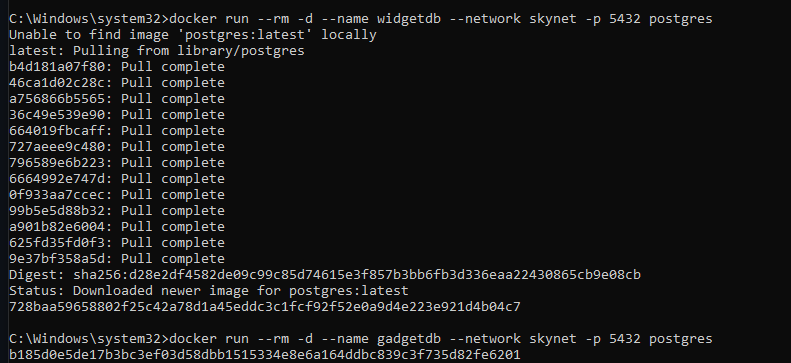 C:\Windows\system32>docker run --rm -d --name widgetdb --network skynet -p 5432 postgres
Unable to find image 'postgres:latest' locally
latest: Pulling from library/postgres
b4d181a07f80: Pull complete
46ca1d02c28c: Pull complete
a756866b5565: Pull complete
36c49e539e90: Pull complete
664019fbcaff: Pull complete
727aeee9c480: Pull complete
796589e6b223: Pull complete
6664992e747d: Pull complete
0f933aa7ccec: Pull complete
99b5e5d88b32: Pull complete
a901b82e6004: Pull complete
625fd35fd0f3: Pull complete
9e37bf358a5d: Pull complete
Digest: sha256:d28e2df4582de09c99c85d74615e3f857b3bb6fb3d336eaa22430865cb9e08cb
Status: Downloaded newer image for postgres:latest
728baa59658802f25c42a78d1a45eddc3c1fcf92f52e0a9d4e223e921d4b04c7
C:\Windows\system32>docker run --rm -d --name gadgetdb --network skynet -p 5432 postgres
b185d0e5de17b3bc3ef03d58dbb1515334e8e6a164ddbc839c3f735d82fe6201